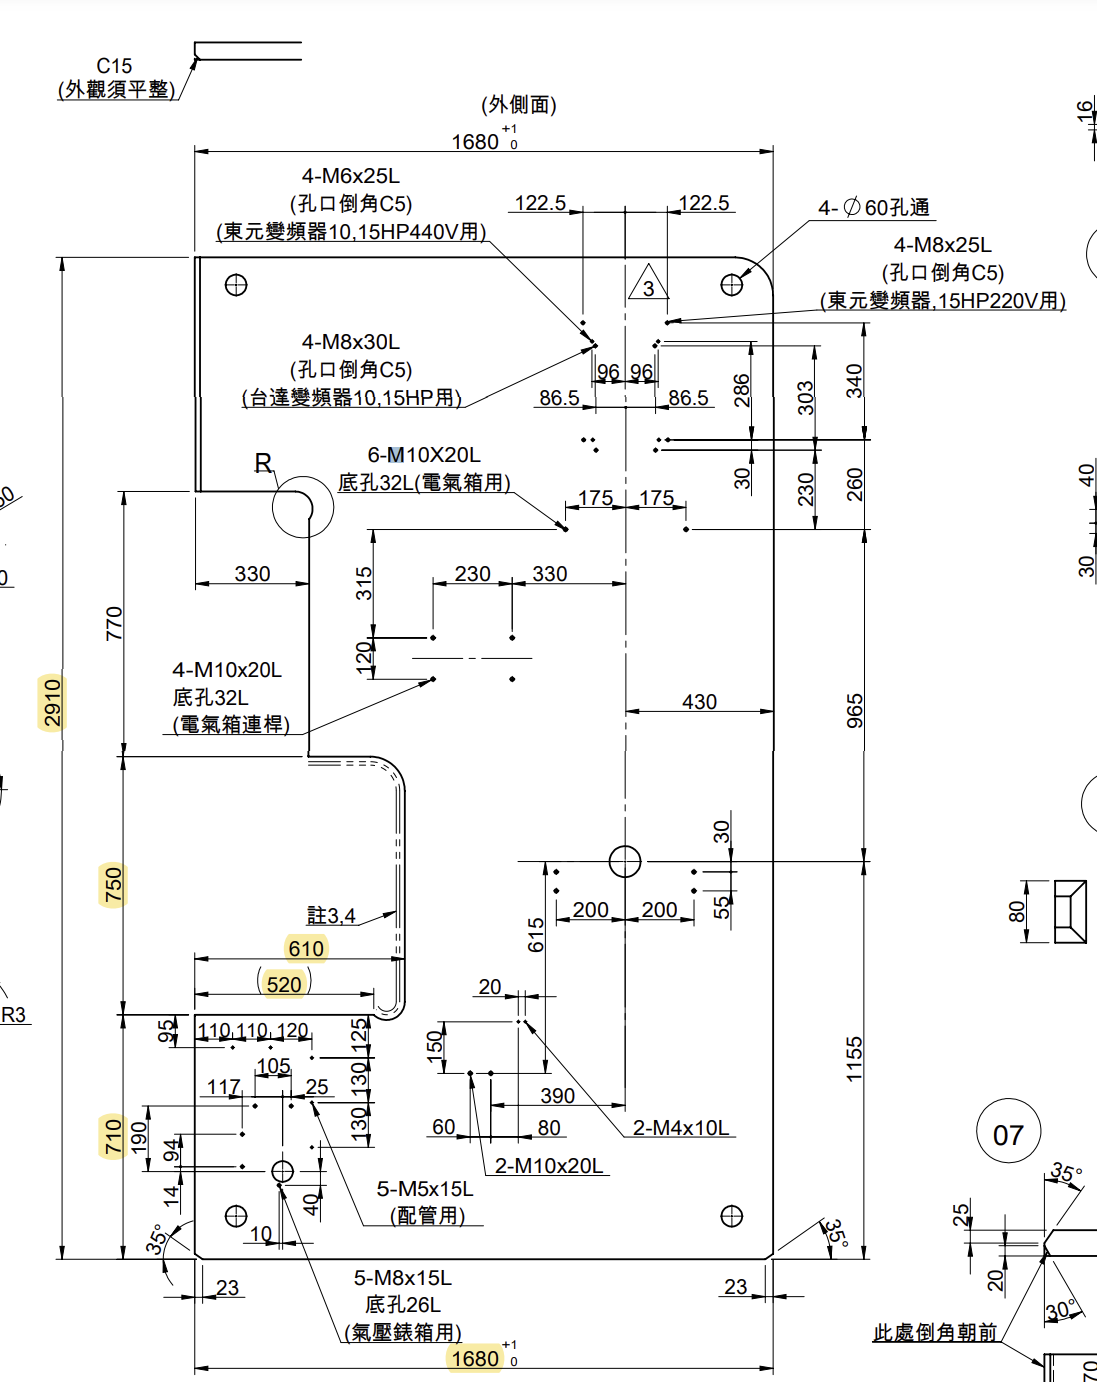 C15
(外觀須平整)
(外側面)
1680 +1 0
4-M6x25L
(孔口倒角C5)
(東元變頻器10,15HP440V用)
122.5
122.5
4-∅60孔通
4-M8x25L
(孔口倒角C5)
(東元變頻器,15HP220V用)
16
3
4-M8x30L
(孔口倒角C5)
(台達變頻器10,15HP用)
96
96
86.5
86.5
286
303
340
6-M10X20L
底孔32L(電氣箱用)
R
175
175
30
230
260
40
30
0
330
315
230
330
770
120
4-M10x20L
底孔32L
(電氣箱連桿)
2910
430
965
750
註3,4
610
(520)
30
200
200
55
615
80
20
R3
95
110
110
120
125
150
105
117
25
130
390
1155
710
190
94
130
60
80
2-M4x10L
2-M10x20L
07
14
40
5-M5x15L
(配管用)
35°
10
35°
35°
25
20
30°
23
23
5-M8x15L
底孔26L
(氣壓錶箱用)
此處倒角朝前
1680 +1 0
70